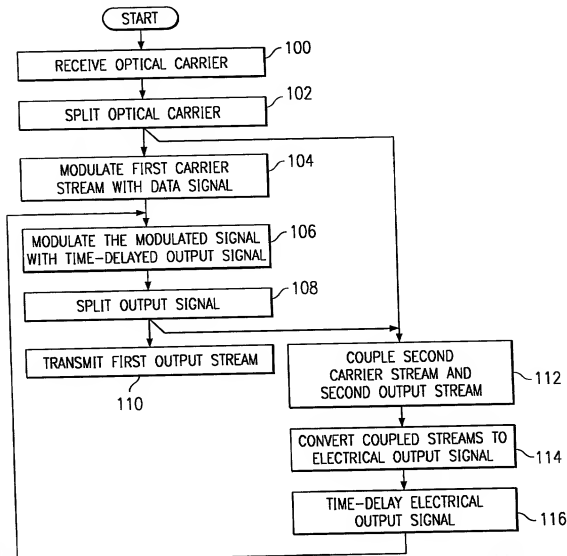 START
RECEIVE OPTICAL CARRIER
100
SPLIT OPTICAL CARRIER
102
MODULATE FIRST CARRIER
STREAM WITH DATA SIGNAL
104
MODULATE THE MODULATED SIGNAL
WITH TIME-DELAYED OUTPUT SIGNAL
106
SPLIT OUTPUT SIGNAL
108
TRANSMIT FIRST OUTPUT STREAM
110
COUPLE SECOND
CARRIER STREAM AND
SECOND OUTPUT STREAM
112
CONVERT COUPLED STREAMS TO
ELECTRICAL OUTPUT SIGNAL
114
TIME-DELAY ELECTRICAL
OUTPUT SIGNAL
116